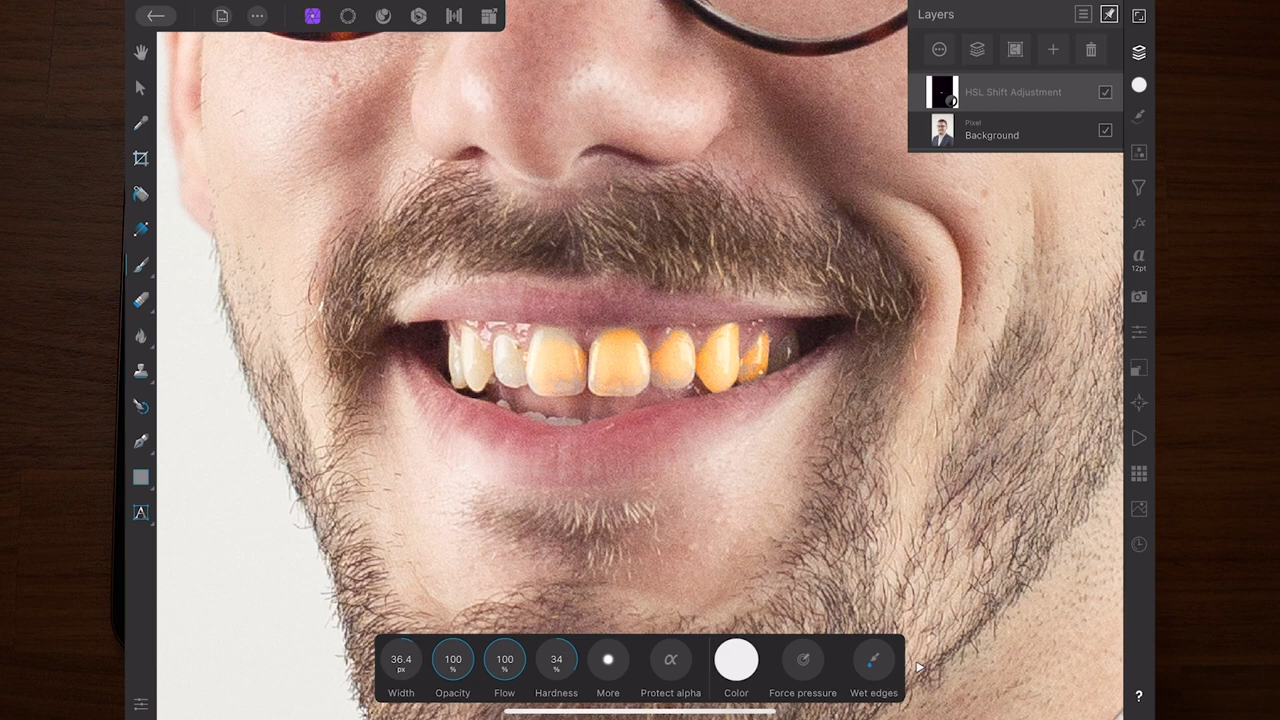 Layers
HSL Shift Adjustment
Pixel
Background
a
12pt
A
36.4
px
100
%
100
%
34
%
α
Width
Opacity
Flow
Hardness
More
Protect alpha
Color
Force pressure
Wet edges
fx
?